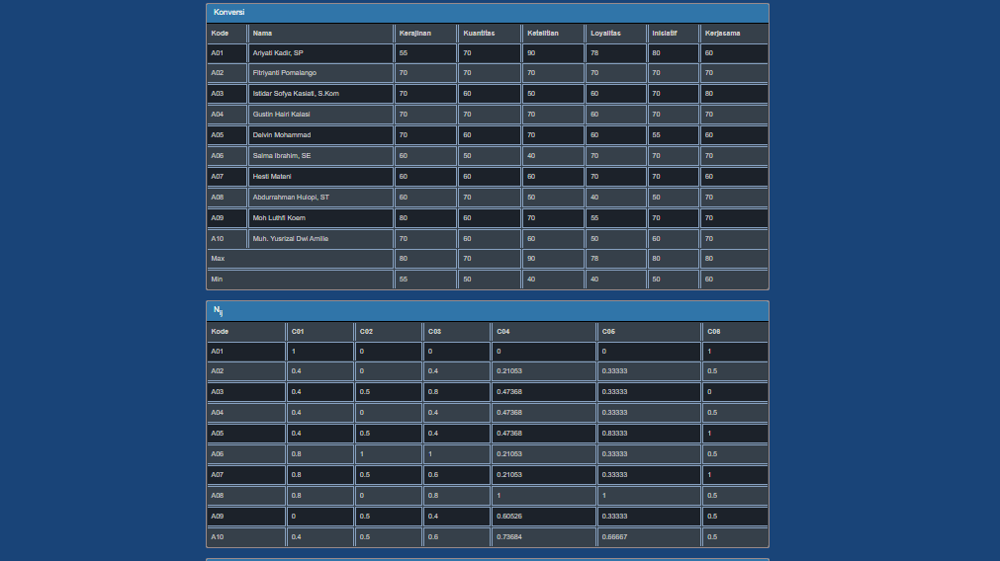 Konversi
Kode Nama Kerajinan Kuantitas Ketelitian Loyalitas Inisiatif Kerjasama
A01 Ariyati Kadir, SP 55 70 90 78 80 60
A02 Fitriyanti Pomalango 70 70 70 70 70 70
A03 Istidar Sofya Kasiati, S.Kom 70 60 50 60 70 80
A04 Gustin Hairi Kalasi 70 70 70 60 70 70
A05 Delvin Mohammad 70 60 70 60 55 60
A06 Salma Ibrahim, SE 60 50 40 70 70 70
A07 Hesti Mateni 60 60 60 70 70 60
A08 Abdurrahman Hulopi, ST 60 70 50 40 50 70
A09 Moh Luthfi Koem 80 60 70 55 70 70
A10 Muh. Yusrizal Dwi Amilie 70 60 60 50 60 70
Max 80 70 90 78 80 80
Min 55 50 40 40 50 60
Nij
Kode C01 C02 C03 C04 C05 C06
A01 1 0 0 0 0 1
A02 0.4 0 0.4 0.21053 0.33333 0.5
A03 0.4 0.5 0.8 0.47368 0.33333 0
A04 0.4 0 0.4 0.47368 0.33333 0.5
A05 0.4 0.5 0.4 0.47368 0.83333 1
A06 0.8 1 1 0.21053 0.33333 0.5
A07 0.8 0.5 0.6 0.21053 0.33333 1
A08 0.8 0 0.8 1 1 0.5
A09 0 0.5 0.4 0.60526 0.33333 0.5
A10 0.4 0.5 0.6 0.73684 0.66667 0.5